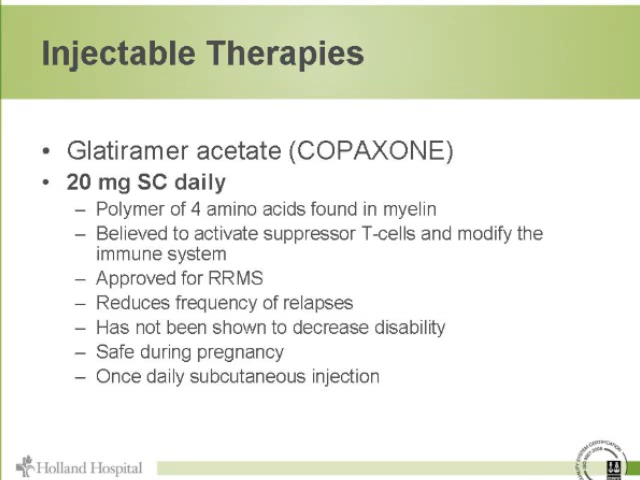 Injectable Therapies
• Glatiramer acetate (COPAXONE)
• 20 mg SC daily
– Polymer of 4 amino acids found in myelin
– Believed to activate suppressor T-cells and modify the
immune system
– Approved for RRMS
– Reduces frequency of relapses
– Has not been shown to decrease disability
– Safe during pregnancy
– Once daily subcutaneous injection
Holland Hospital